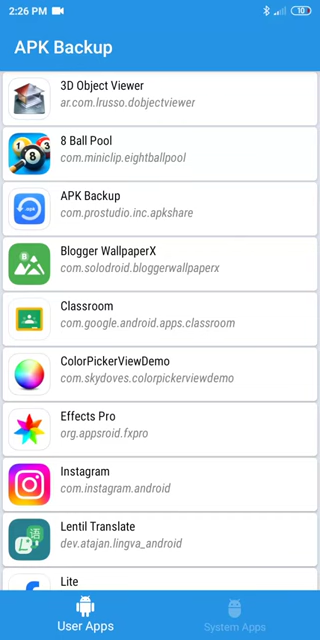 2:26 PM
10
APK Backup
3D Object Viewer
ar.com.lrusso.dobjectviewer
8 Ball Pool
com.miniclip.eightballpool
APK Backup
com.prostudio.inc.apkshare
Blogger WallpaperX
com.solodroid.bloggerwallpaperx
Classroom
com.google.android.apps.classroom
ColorPickerViewDemo
com.skydoves.colorpickerviewdemo
Effects Pro
org.appsroid.fxpro
Instagram
com.instagram.android
Lentil Translate
dev.atajan.lingva_android
Lite
User Apps
System Apps